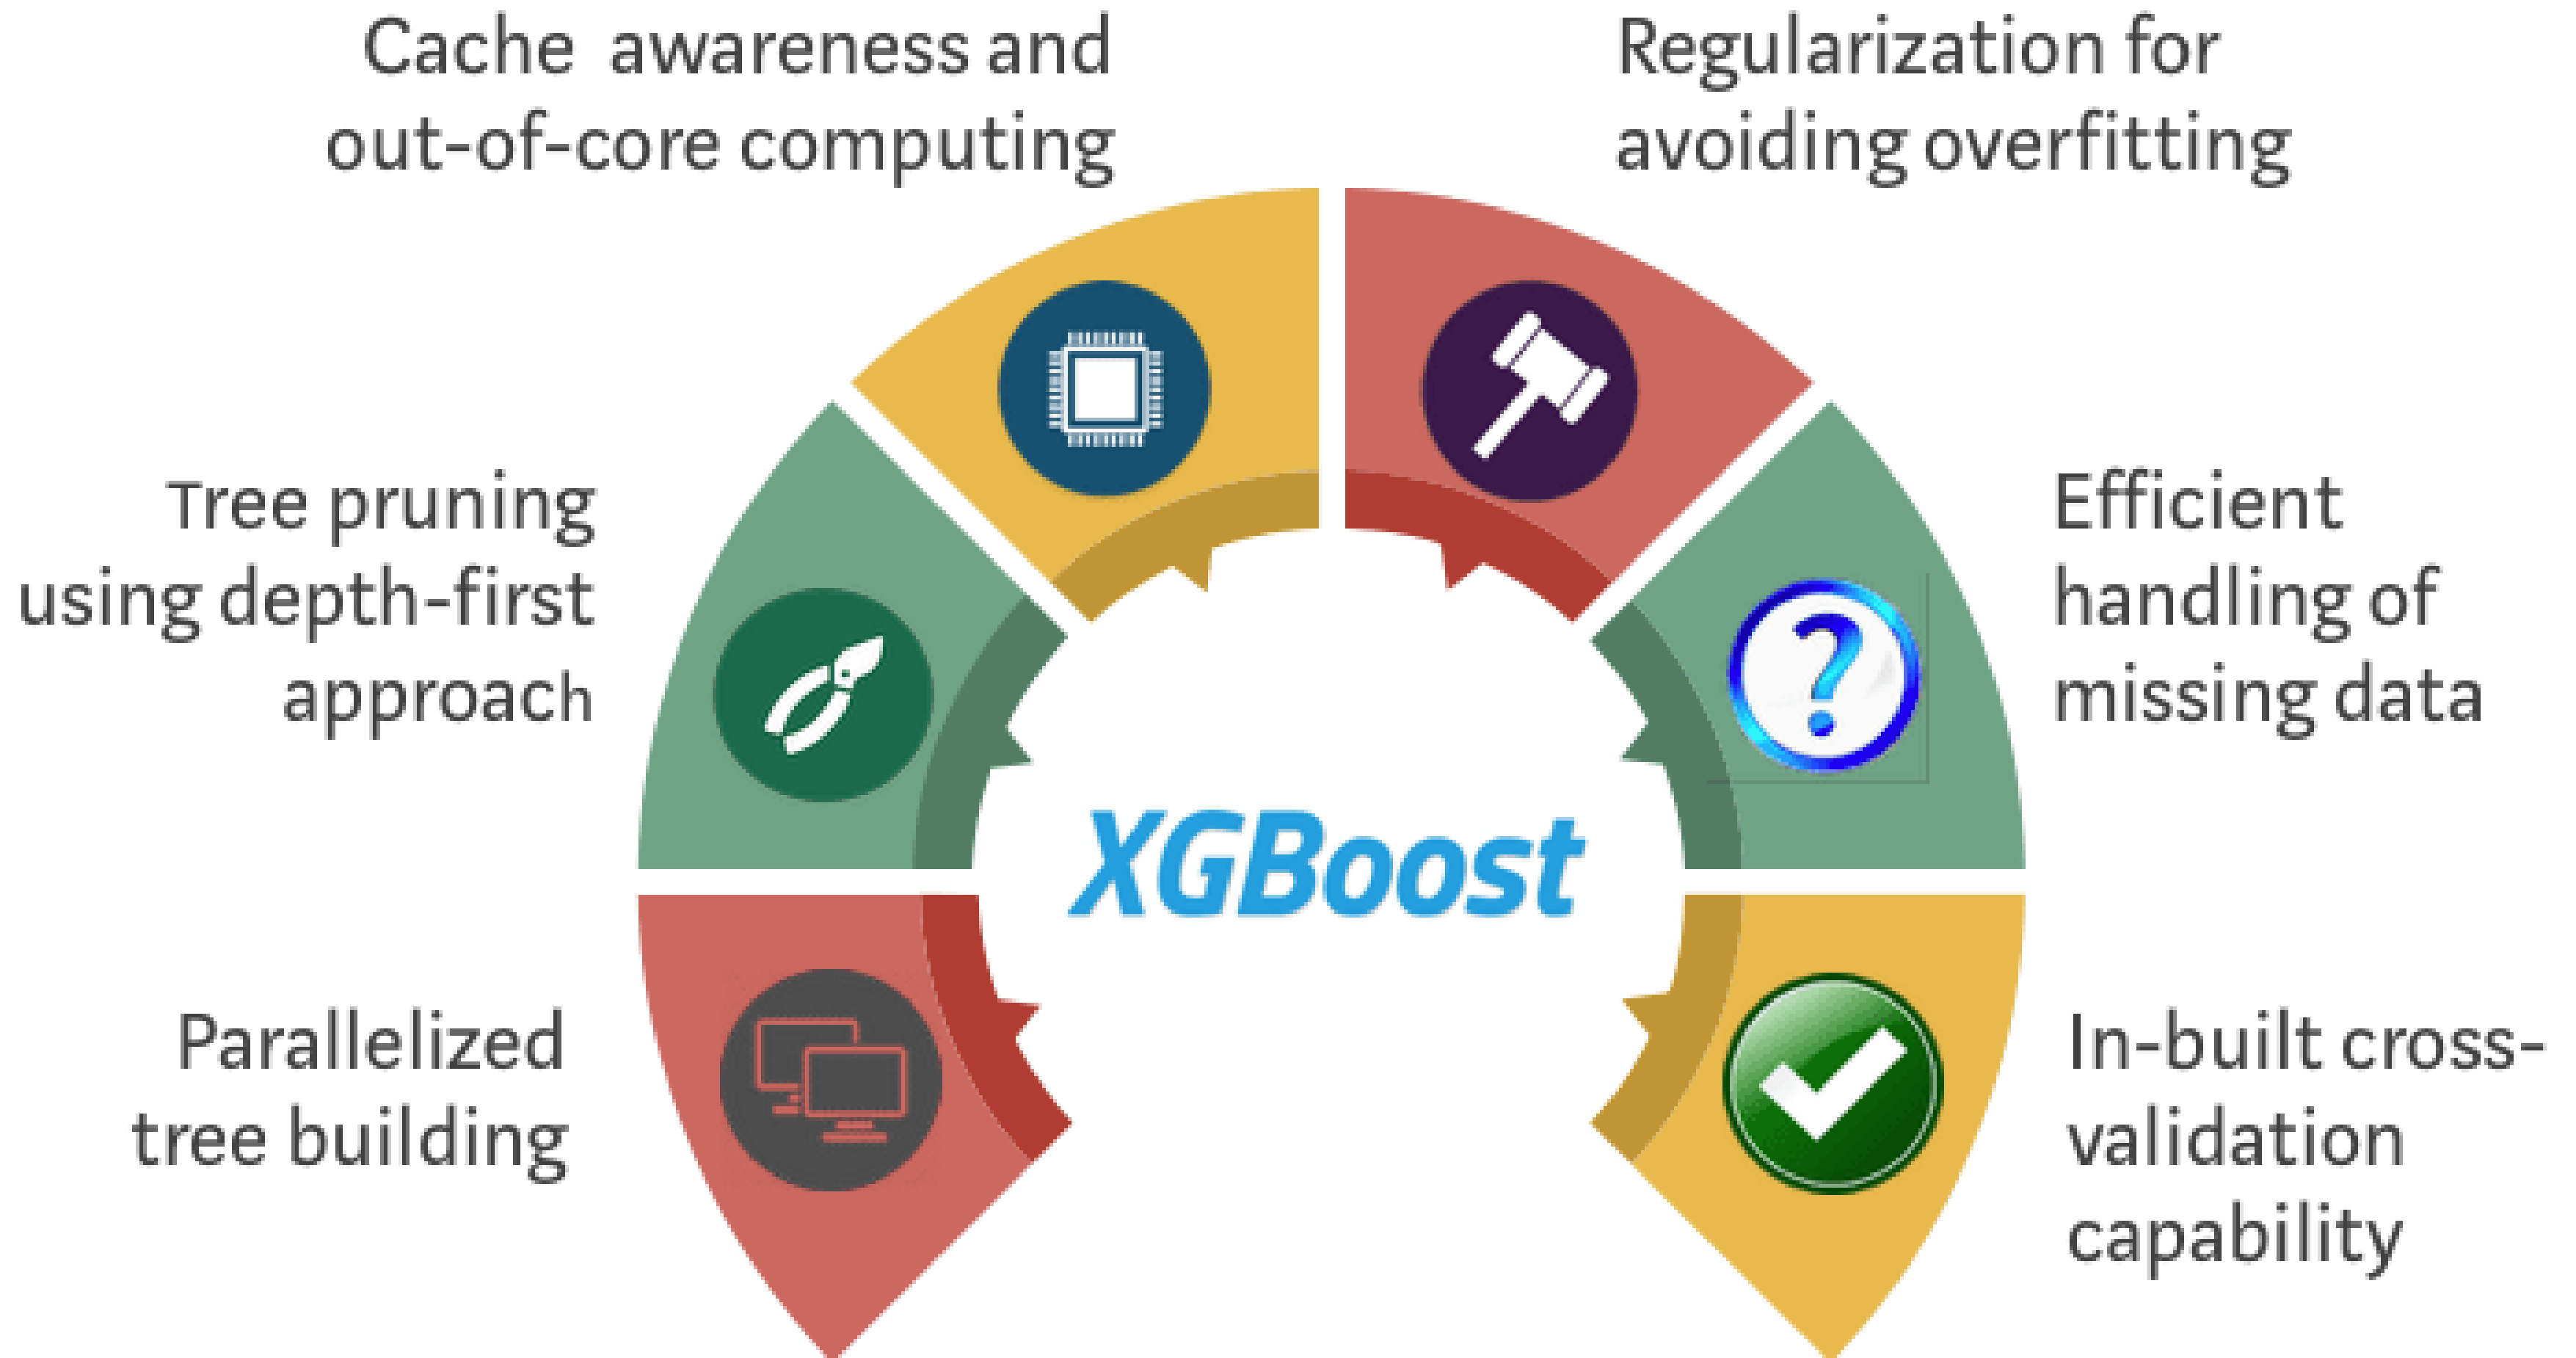 Cache awareness and
out-of-core computing
Regularization for
avoiding overfitting
Tree pruning
using depth-first
approach
Efficient
handling of
missing data
XGBoost
Parallelized
tree building
In-built cross-
validation
capability